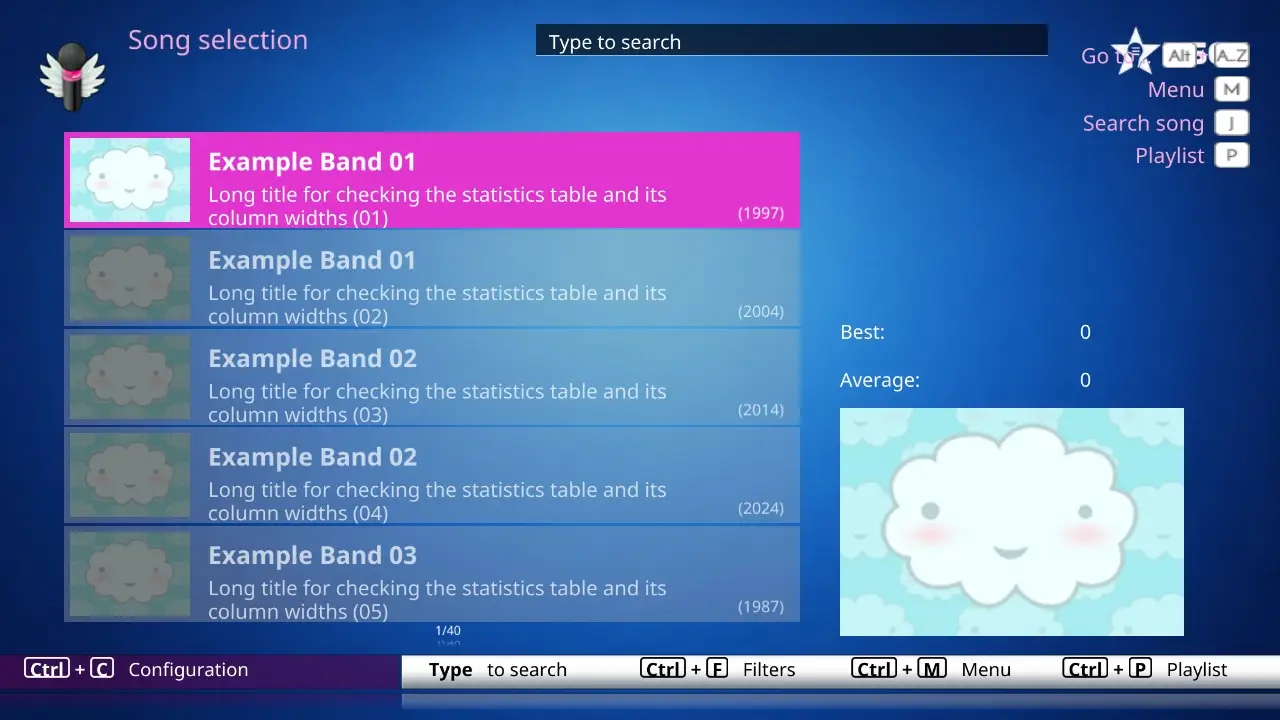 Song selection
Type to search
Go to.. Alt A..Z
Menu M
Search song J
Playlist P
Example Band 01
Long title for checking the statistics table and its
column widths (01)
(1997)
Example Band 01
Long title for checking the statistics table and its
column widths (02)
(2004)
Example Band 02
Long title for checking the statistics table and its
column widths (03)
(2014)
Example Band 02
Long title for checking the statistics table and its
column widths (04)
(2024)
Example Band 03
Long title for checking the statistics table and its
column widths (05)
(1987)
Best: 0
Average: 0
1/40
Ctrl + C Configuration
Type to search
Ctrl + F Filters
Ctrl + M Menu
Ctrl + P Playlist